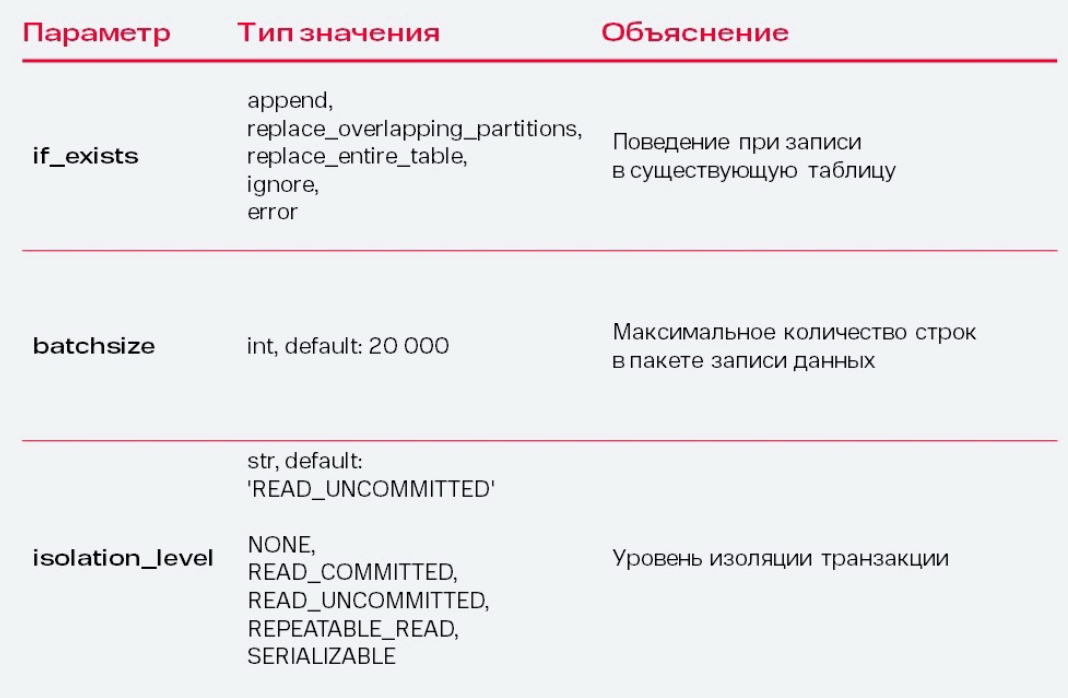 Параметр Тип значения Объяснение
append,
replace_overlapping_partitions,
if_exists replace_entire_table, Поведение при записи
ignore, в существующую таблицу
error
batchsize int, default: 20 000 Максимальное количество строк
в пакете записи данных
str, default:
'READ_UNCOMMITTED'
NONE,
isolation_level READ_COMMITTED, Уровень изоляции транзакции
READ_UNCOMMITTED,
REPEATABLE_READ,
SERIALIZABLE